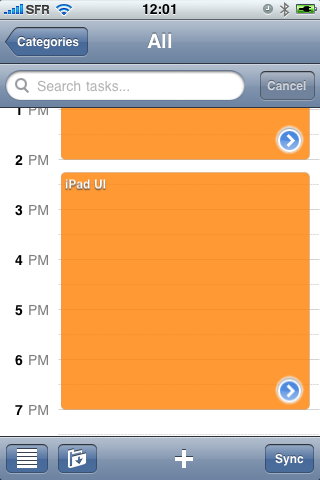 SFR 12:01
Categories All
Search tasks... Cancel
1 PM
2 PM
iPad UI
3 PM
4 PM
5 PM
6 PM
7 PM
Sync